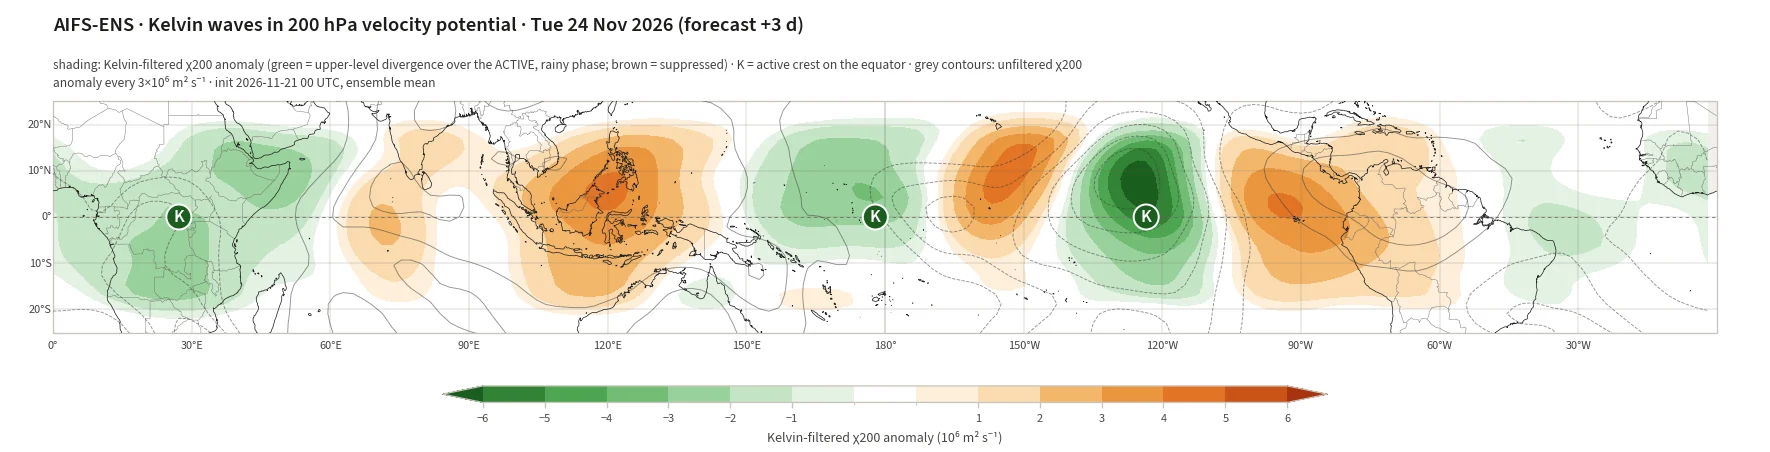 AIFS-ENS · Kelvin waves in 200 hPa velocity potential · Tue 24 Nov 2026 (forecast +3 d)
shading: Kelvin-filtered χ200 anomaly (green = upper-level divergence over the ACTIVE, rainy phase; brown = suppressed) · K = active crest on the equator · grey contours: unfiltered χ200
anomaly every 3×10⁶ m² s⁻¹ · init 2026-11-21 00 UTC, ensemble mean
20°N
10°N
0°
10°S
20°S
K K K
0° 30°E 60°E 90°E 120°E 150°E 180° 150°W 120°W 90°W 60°W 30°W
−6 −5 −4 −3 −2 −1 1 2 3 4 5 6
Kelvin-filtered χ200 anomaly (10⁶ m² s⁻¹)